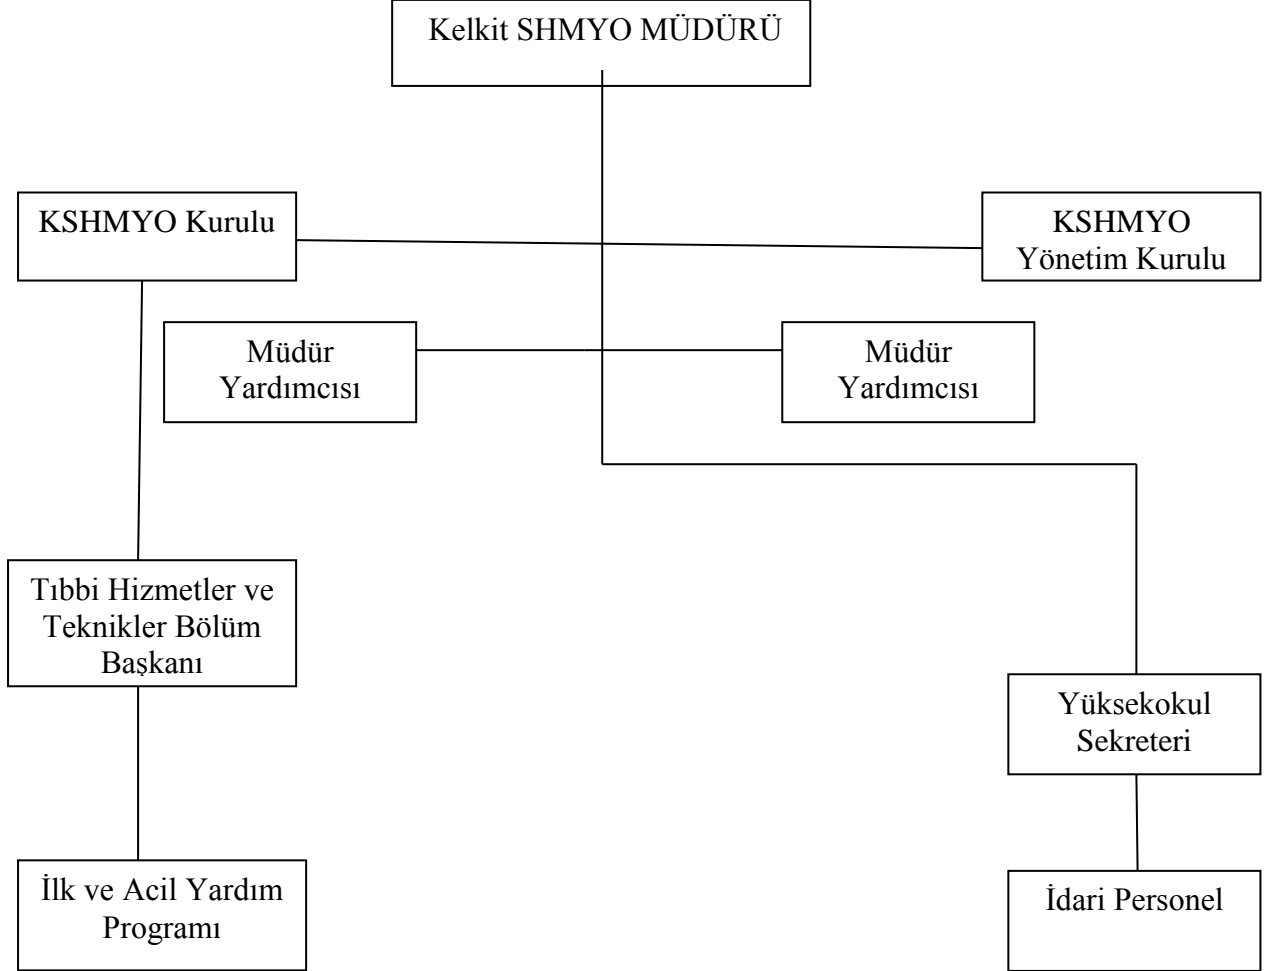 Kelkit SHMYO MÜDÜRÜ
KSHMYO Kurulu
KSHMYO
Yönetim Kurulu
Müdür
Yardımcısı
Müdür
Yardımcısı
Tıbbi Hizmetler ve
Teknikler Bölüm
Başkanı
Yüksekokul
Sekreteri
İlk ve Acil Yardım
Programı
İdari Personel